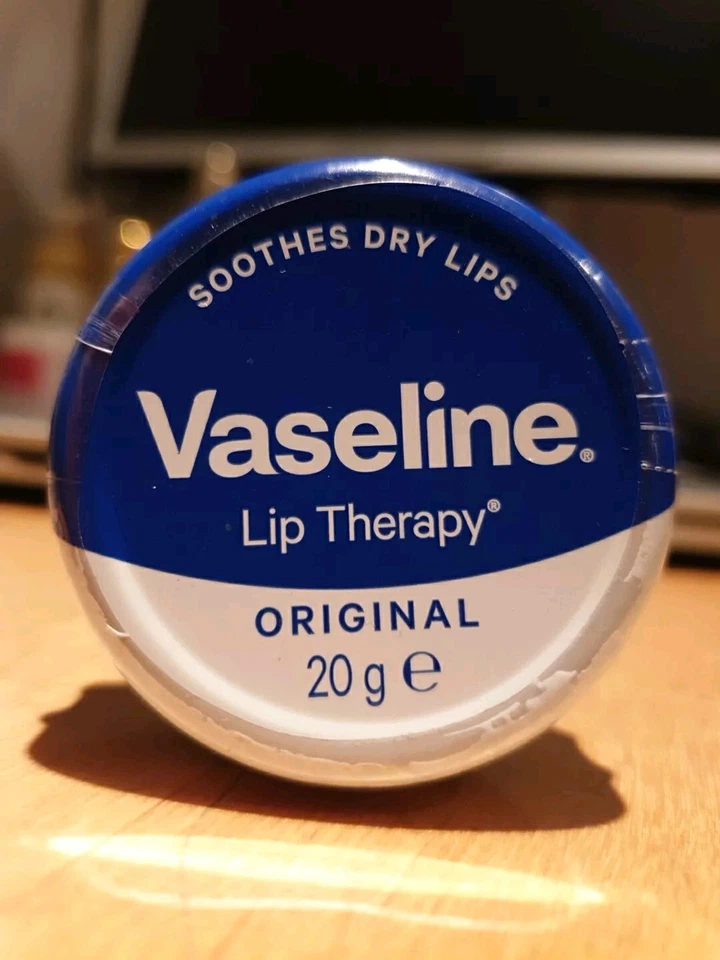 SOOTHES DRY LIPS
Vaseline®
Lip Therapy®
ORIGINAL
20 g ℮